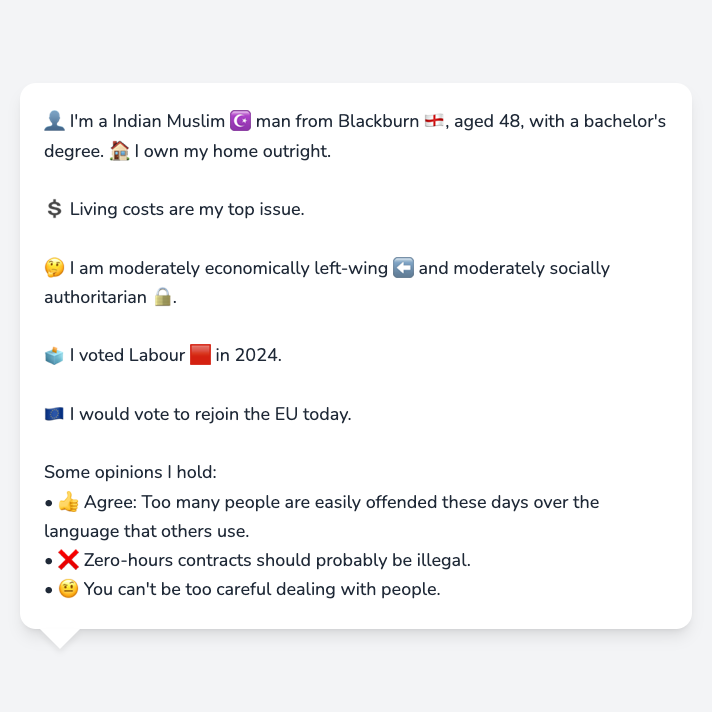 👤 I'm a Indian Muslim ☪️ man from Blackburn 🏴󠁧󠁢󠁥󠁮󠁧󠁿, aged 48, with a bachelor's
degree. 🏠 I own my home outright.
💲 Living costs are my top issue.
🤔 I am moderately economically left-wing ⬅️ and moderately socially
authoritarian 🔒.
🗳️ I voted Labour 🟥 in 2024.
🇪🇺 I would vote to rejoin the EU today.
Some opinions I hold:
• 👍 Agree: Too many people are easily offended these days over the
language that others use.
• ❌ Zero-hours contracts should probably be illegal.
• 🤨 You can't be too careful dealing with people.